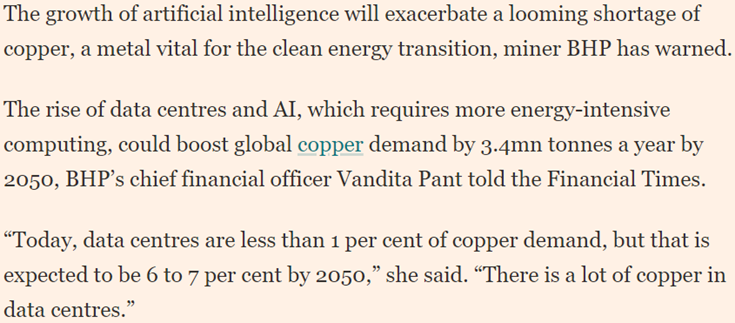 The growth of artificial intelligence will exacerbate a looming shortage of
copper, a metal vital for the clean energy transition, miner BHP has warned.
The rise of data centres and AI, which requires more energy-intensive
computing, could boost global copper demand by 3.4mn tonnes a year by
2050, BHP’s chief financial officer Vandita Pant told the Financial Times.
“Today, data centres are less than 1 per cent of copper demand, but that is
expected to be 6 to 7 per cent by 2050,” she said. “There is a lot of copper in
data centres.”